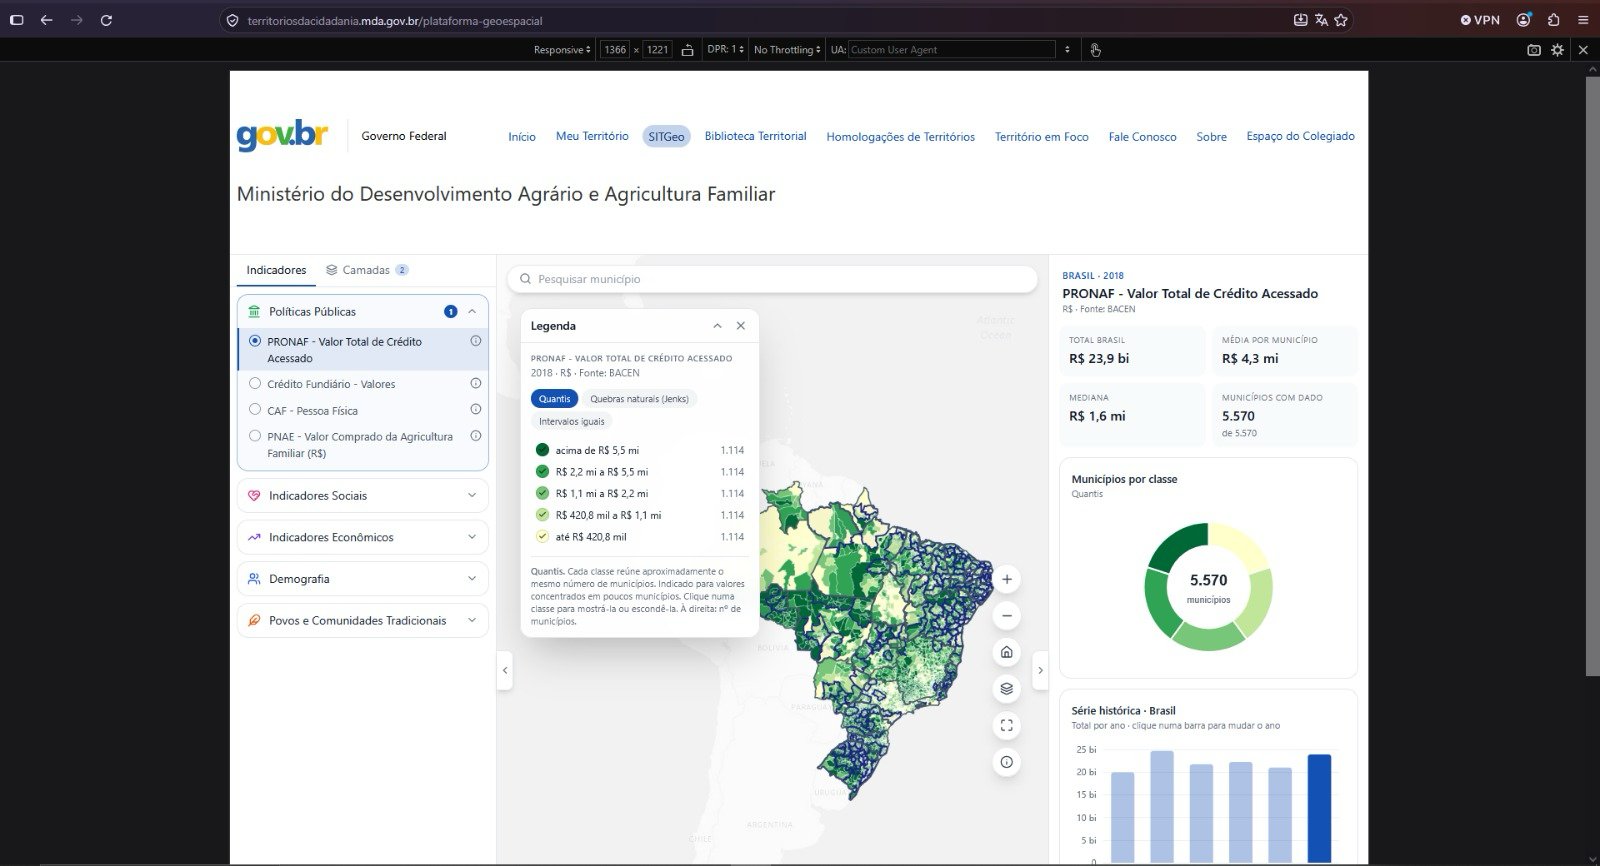 territoriosdacidadania.mda.gov.br/plataforma-geoespacial
VPN
Responsive
1366 × 1221
DPR: 1
No Throttling
UA: Custom User Agent
gov.br
Governo Federal
Início
Meu Território
SITGeo
Biblioteca Territorial
Homologações de Territórios
Território em Foco
Fale Conosco
Sobre
Espaço do Colegiado
Ministério do Desenvolvimento Agrário e Agricultura Familiar
Indicadores
Camadas 2
Políticas Públicas 1
PRONAF - Valor Total de Crédito
Acessado
Crédito Fundiário - Valores
CAF - Pessoa Física
PNAE - Valor Comprado da Agricultura
Familiar (R$)
Indicadores Sociais
Indicadores Econômicos
Demografia
Povos e Comunidades Tradicionais
Pesquisar município
Atlantic
Ocean
Legenda
PRONAF - VALOR TOTAL DE CRÉDITO ACESSADO
2018 · R$ · Fonte: BACEN
Quantis
Quebras naturais (Jenks)
Intervalos iguais
acima de R$ 5,5 mi 1.114
R$ 2,2 mi a R$ 5,5 mi 1.114
R$ 1,1 mi a R$ 2,2 mi 1.114
R$ 420,8 mil a R$ 1,1 mi 1.114
até R$ 420,8 mil 1.114
Quantis. Cada classe reúne aproximadamente o
mesmo número de municípios. Indicado para valores
concentrados em poucos municípios. Clique numa
classe para mostrá-la ou escondê-la. À direita: nº de
municípios.
BOLIVIA
PARAGUAY
URUGUAY
ARGENTINA
CHILE
BRASIL · 2018
PRONAF - Valor Total de Crédito Acessado
R$ · Fonte: BACEN
TOTAL BRASIL
R$ 23,9 bi
MÉDIA POR MUNICÍPIO
R$ 4,3 mi
MEDIANA
R$ 1,6 mi
MUNICÍPIOS COM DADO
5.570
de 5.570
Municípios por classe
Quantis
5.570
municípios
Série histórica · Brasil
Total por ano · clique numa barra para mudar o ano
25 bi
20 bi
15 bi
10 bi
5 bi
0